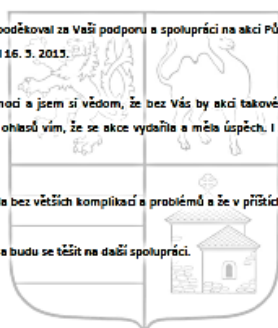 poděkoval za Vaši podporu a spolupráci na akci Pů
16. 5. 2015.
moci a jsem si vědom, že bez Vás by akci takové
ohlasů vím, že se akce vydařila a měla úspěch. I
la bez větších komplikací a problémů a že v příštích
a budu se těšit na další spolupráci.